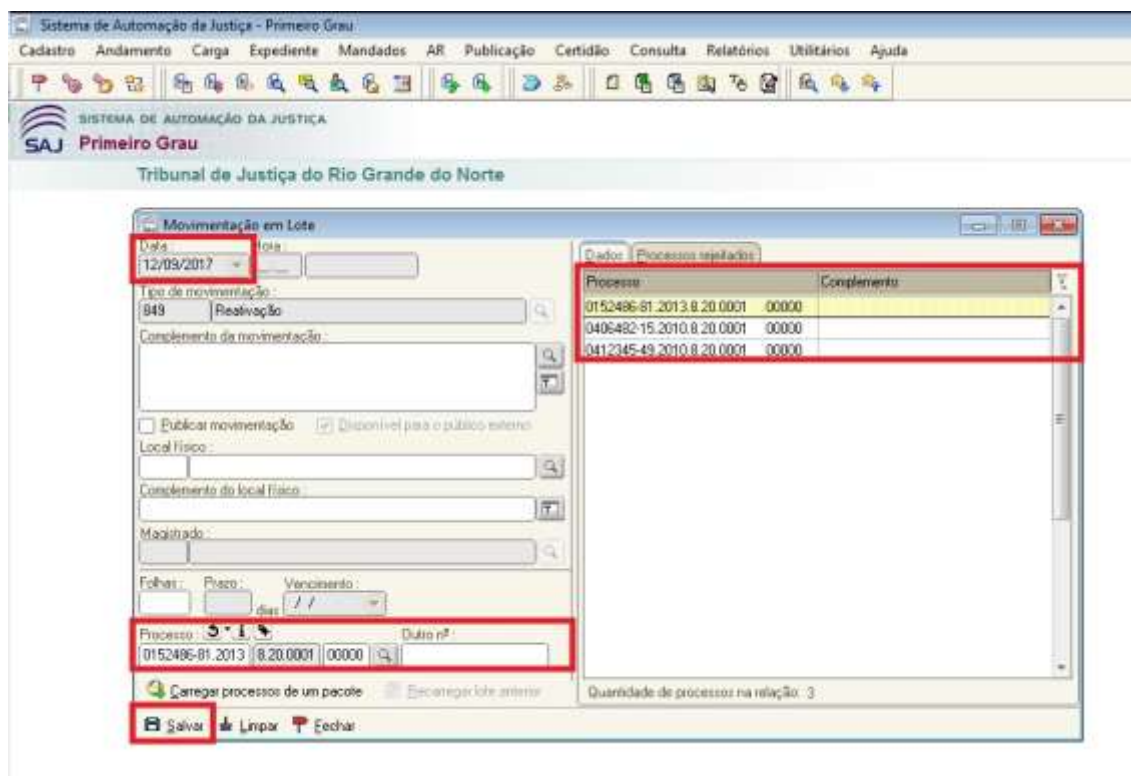 Sistema de Automação da Justiça - Primeiro Grau
Cadastro Andamento Carga Expediente Mandados AR Publicação Certidão Consulta Relatórios Utilitários Ajuda
SISTEMA DE AUTOMAÇÃO DA JUSTIÇA
SAJ Primeiro Grau
Tribunal de Justiça do Rio Grande do Norte
Movimentação em Lote
Data : Hora :
12/09/2017
Tipo de movimentação :
849 Reativação
Complemento da movimentação :
Publicar movimentação Disponível para o público externo
Local físico :
Complemento do local físico :
Magistrado :
Folhas : Prazo : Vencimento :
dias / /
Processo : Outro nº :
0152486-81.2013 8.20.0001 00000
Carregar processos de um pacote Recarregar lote anterior
Salvar Limpar Fechar
Dados Processos rejeitados
Processo Complemento
0152486-81.2013.8.20.0001 00000
0406482-15.2010.8.20.0001 00000
0412345-49.2010.8.20.0001 00000
Quantidade de processos na relação: 3